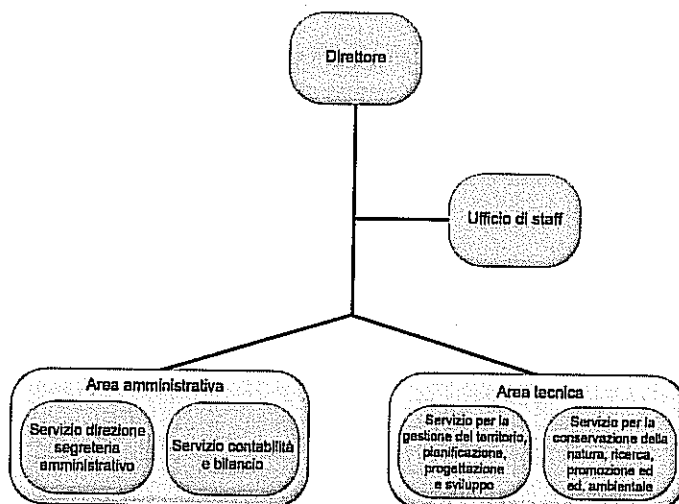 Direttore
Ufficio di staff
Area amministrativa
Servizio direzione
segreteria
amministrativo
Servizio contabilità
e bilancio
Area tecnica
Servizio per la
gestione del territorio,
pianificazione,
progettazione
e sviluppo
Servizio per la
conservazione della
natura, ricerca,
promozione ed
ed. ambientale